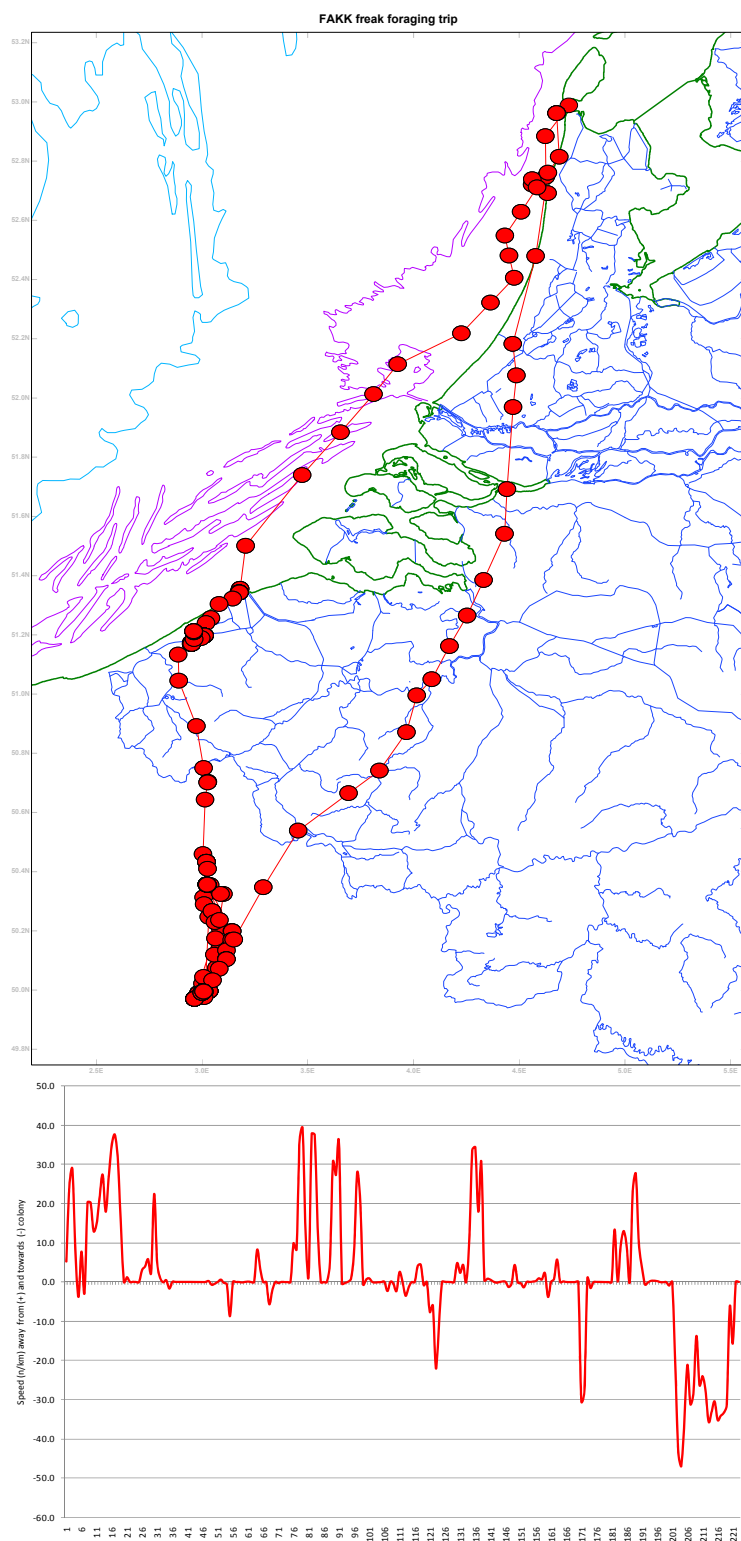 FAKK freak foraging trip
53.2N
53.0N
52.8N
52.6N
52.4N
52.2N
52.0N
51.8N
51.6N
51.4N
51.2N
51.0N
50.8N
50.6N
50.4N
50.2N
50.0N
49.8N
2.5E 3.0E 3.5E 4.0E 4.5E 5.0E 5.5E
Speed (n/km) away from (+) and towards (-) colony
50.0
40.0
30.0
20.0
10.0
0.0
-10.0
-20.0
-30.0
-40.0
-50.0
-60.0
1 6 11 16 21 26 31 36 41 46 51 56 61 66 71 76 81 86 91 96 101 106 111 116 121 126 131 136 141 146 151 156 161 166 171 176 181 186 191 196 201 206 211 216 221